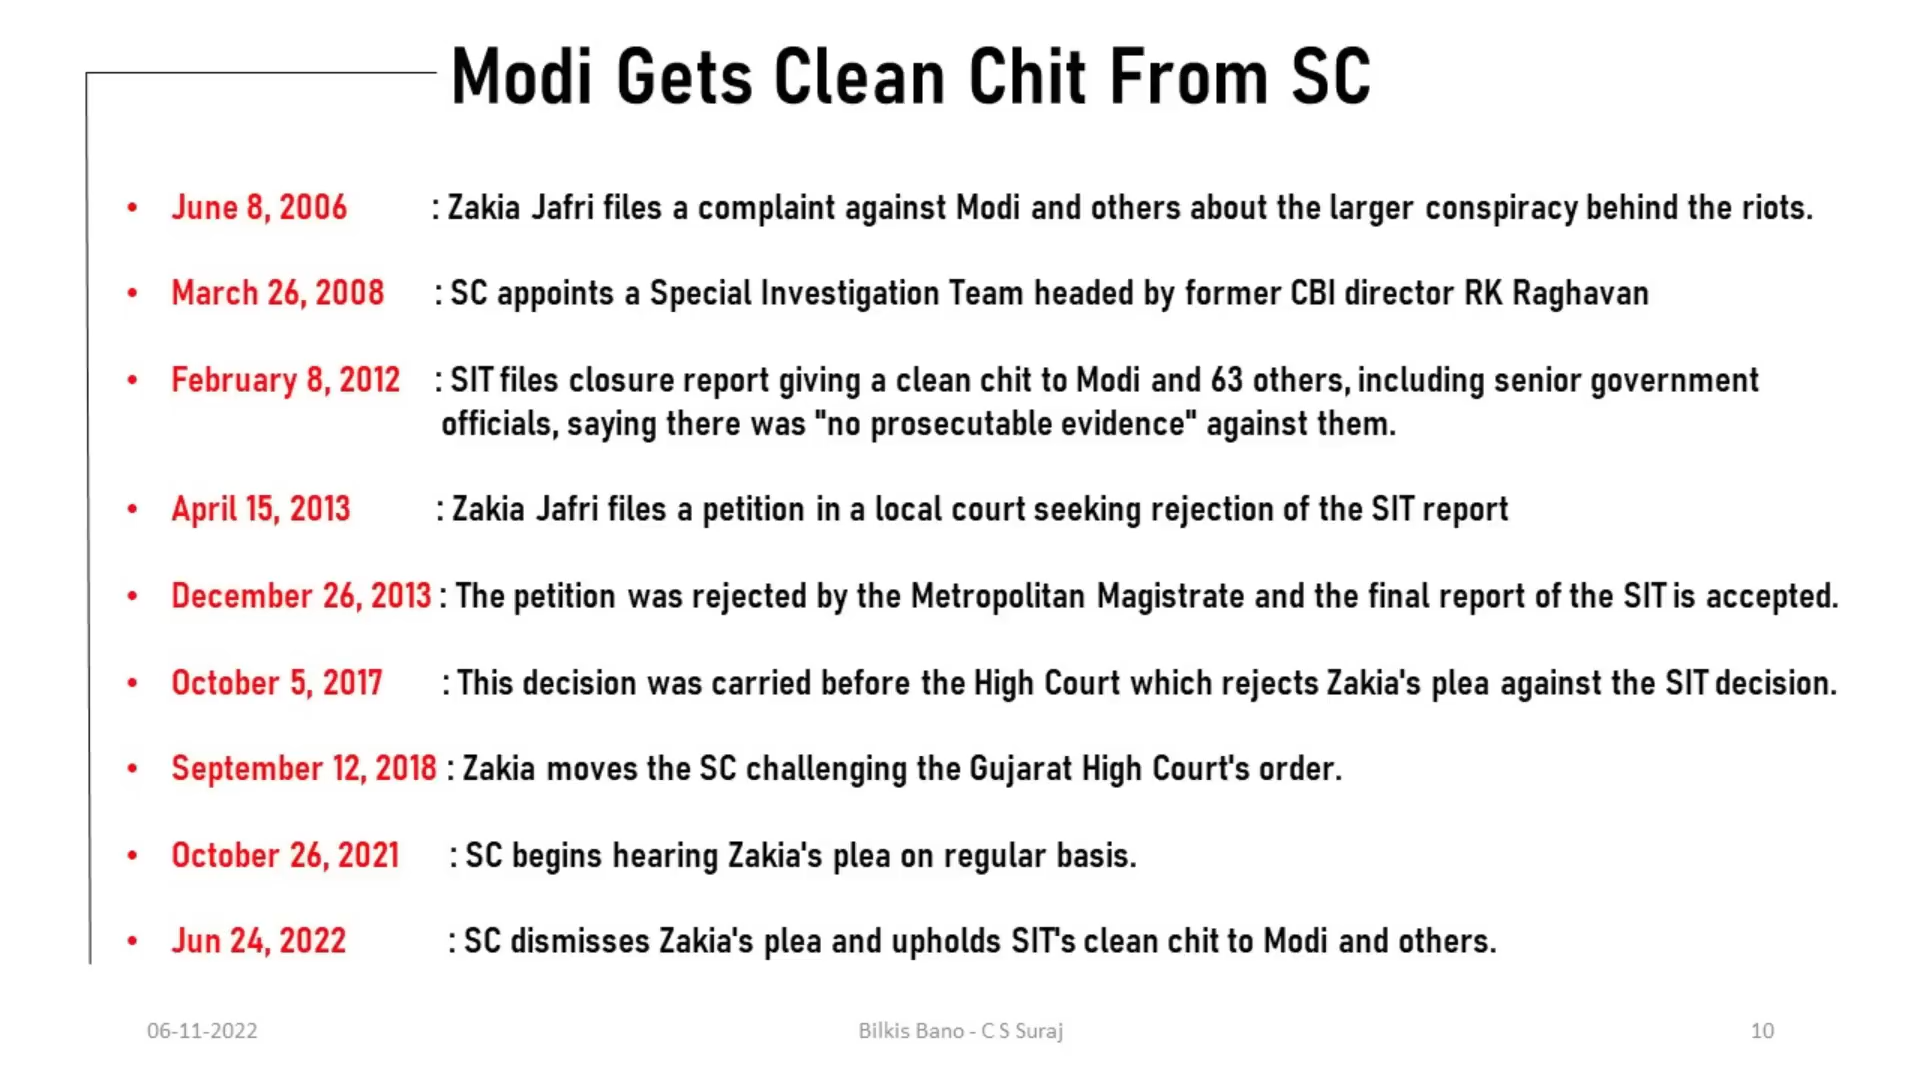 Modi Gets Clean Chit From SC
• June 8, 2006 : Zakia Jafri files a complaint against Modi and others about the larger conspiracy behind the riots.
• March 26, 2008 : SC appoints a Special Investigation Team headed by former CBI director RK Raghavan
• February 8, 2012 : SIT files closure report giving a clean chit to Modi and 63 others, including senior government
officials, saying there was "no prosecutable evidence" against them.
• April 15, 2013 : Zakia Jafri files a petition in a local court seeking rejection of the SIT report
• December 26, 2013 : The petition was rejected by the Metropolitan Magistrate and the final report of the SIT is accepted.
• October 5, 2017 : This decision was carried before the High Court which rejects Zakia's plea against the SIT decision.
• September 12, 2018 : Zakia moves the SC challenging the Gujarat High Court's order.
• October 26, 2021 : SC begins hearing Zakia's plea on regular basis.
• Jun 24, 2022 : SC dismisses Zakia's plea and upholds SIT's clean chit to Modi and others.
06-11-2022 Bilkis Bano - C S Suraj 10